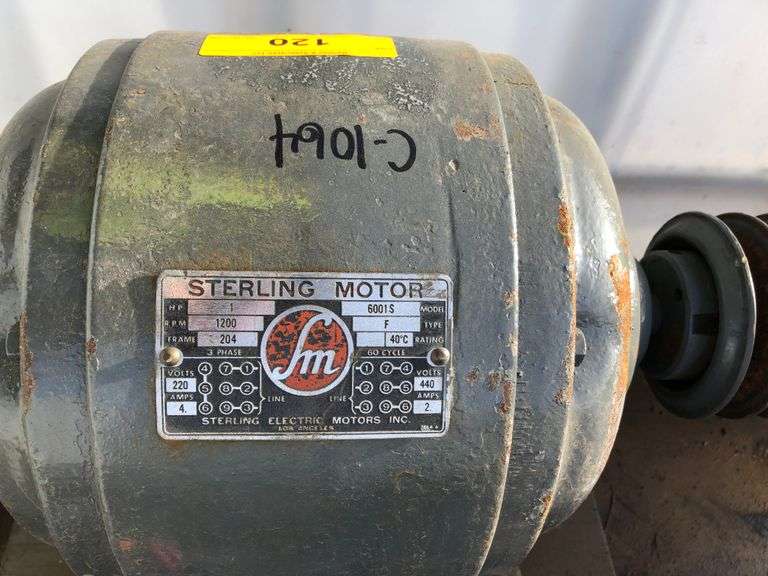 120
C-1064
STERLING MOTOR
H.P. 1 6001S MODEL
R.P.M 1200 F TYPE
FRAME 204 40°C RATING
3 PHASE 60 CYCLE
Sm
VOLTS 4 7 1 1 7 4 VOLTS
220 5 8 2 2 8 5 440
AMPS 6 9 3 LINE LINE 3 9 6 AMPS
4. 2.
STERLING ELECTRIC MOTORS INC.
LOS ANGELES